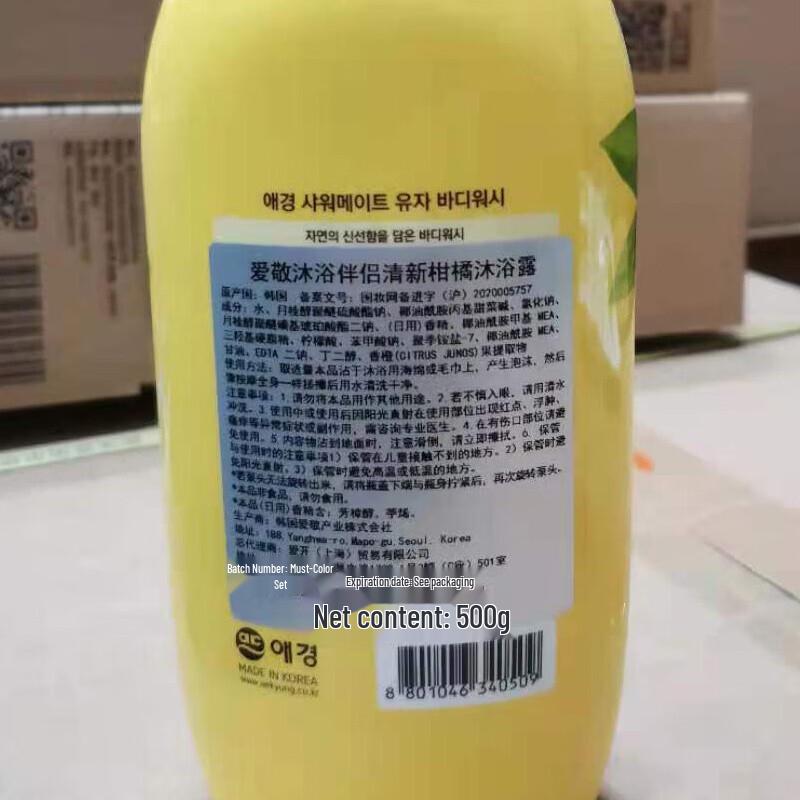 애경 샤워메이트 유자 바디워시
자연의 신선함을 담은 바디워시
爱敬沐浴伴侣清新柑橘沐浴露
原产国：韩国 备案文号：国妆网备进字（沪）2020005757
成分：水、月桂醇聚醚硫酸酯钠、椰油酰胺丙基甜菜碱、氯化钠、
月桂醇聚醚磺基琥珀酸酯二钠、(日用)香精、椰油酰胺甲基 MEA、
三羟基硬脂精、柠檬酸、苯甲酸钠、聚季铵盐-7、椰油酰胺 MEA、
甘油、EDTA 二钠、丁二醇、香橙(CITRUS JUNOS)果提取物
使用方法：取适量本品沾于沐浴用海绵或毛巾上，产生泡沫，然后
像按摩全身一样搓擦后用水清洗干净。
注意事项：1.请勿将本品用作其他用途。2.若不慎入眼，请用清水
冲洗。3.使用中或使用后因阳光直射在使用部位出现红点、浮肿、
瘙痒等异常症状或副作用，需咨询专业医生。4.在有伤口部位请避
免使用。5.内容物沾到地面时，注意滑倒，请立即擦拭。6.保管
与使用时的注意事项1）保管在儿童接触不到的地方。2）保管时避
免阳光直射。3）保管时避免高温或低温的地方。
*若泵头无法旋转出来，请将瓶盖下端与瓶身拧紧后，再次旋转泵头。
*本品非食品，请勿食用。
*本品(日用)香精含：芳樟醇、苧烯。
生产商：韩国爱敬产业株式会社
地址：188,Yanghwa-ro,Mapo-gu,Seoul, Korea
总代理商：爱开（上海）贸易有限公司
501室
Batch Number: Must-Color
Set
Expiration date: See packaging
Net content: 500g
애경
MADE IN KOREA
www.aekyung.co.kr
8 801046 340509